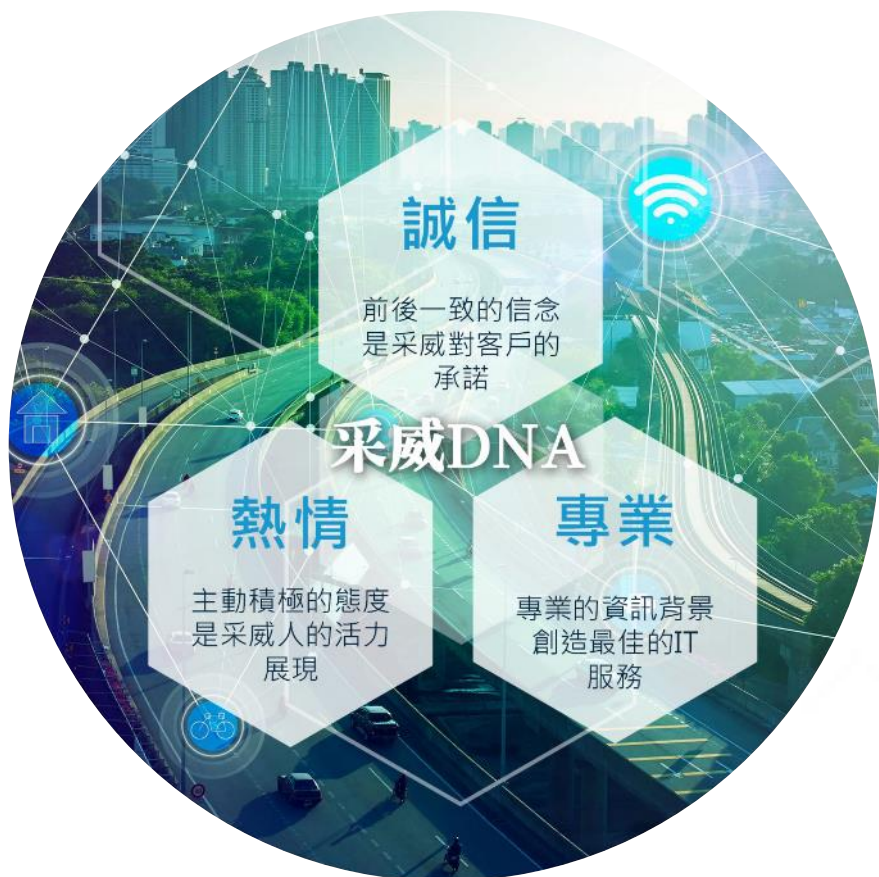 誠信
前後一致的信念
是采威對客戶的
承諾
采威DNA
熱情
主動積極的態度
是采威人的活力
展現
專業
專業的資訊背景
創造最佳的IT
服務